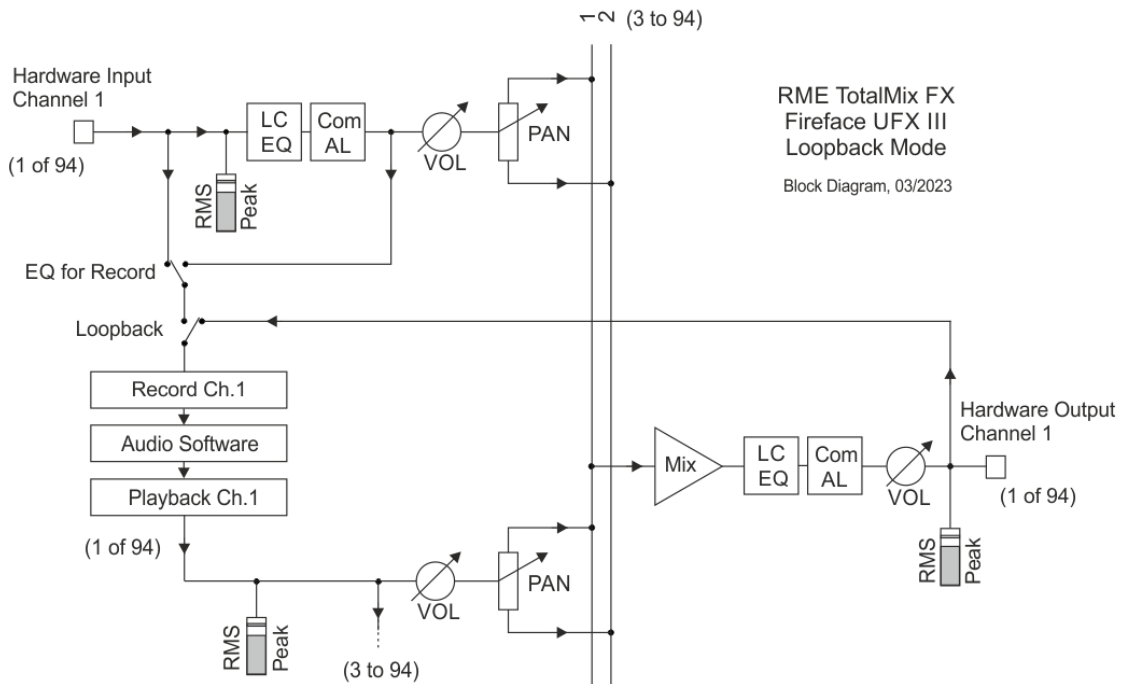 1
2
(3 to 94)
Hardware Input
Channel 1
(1 of 94)
LC
EQ
Com
AL
VOL
PAN
RMS
Peak
RME TotalMix FX
Fireface UFX III
Loopback Mode
Block Diagram, 03/2023
EQ for Record
Loopback
Record Ch.1
Audio Software
Playback Ch.1
(1 of 94)
Mix
LC
EQ
Com
AL
VOL
Hardware Output
Channel 1
(1 of 94)
RMS
Peak
VOL
PAN
RMS
Peak
(3 to 94)